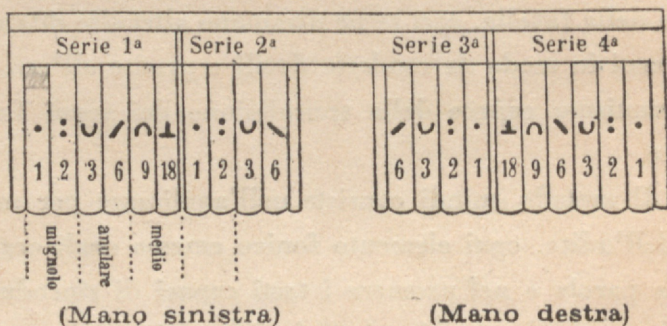 Serie 1ª Serie 2ª Serie 3ª Serie 4ª
1 2 3 6 9 18 1 2 3 6 6 3 2 1 18 9 6 3 2 1
mignolo anulare medio
(Mano sinistra) (Mano destra)